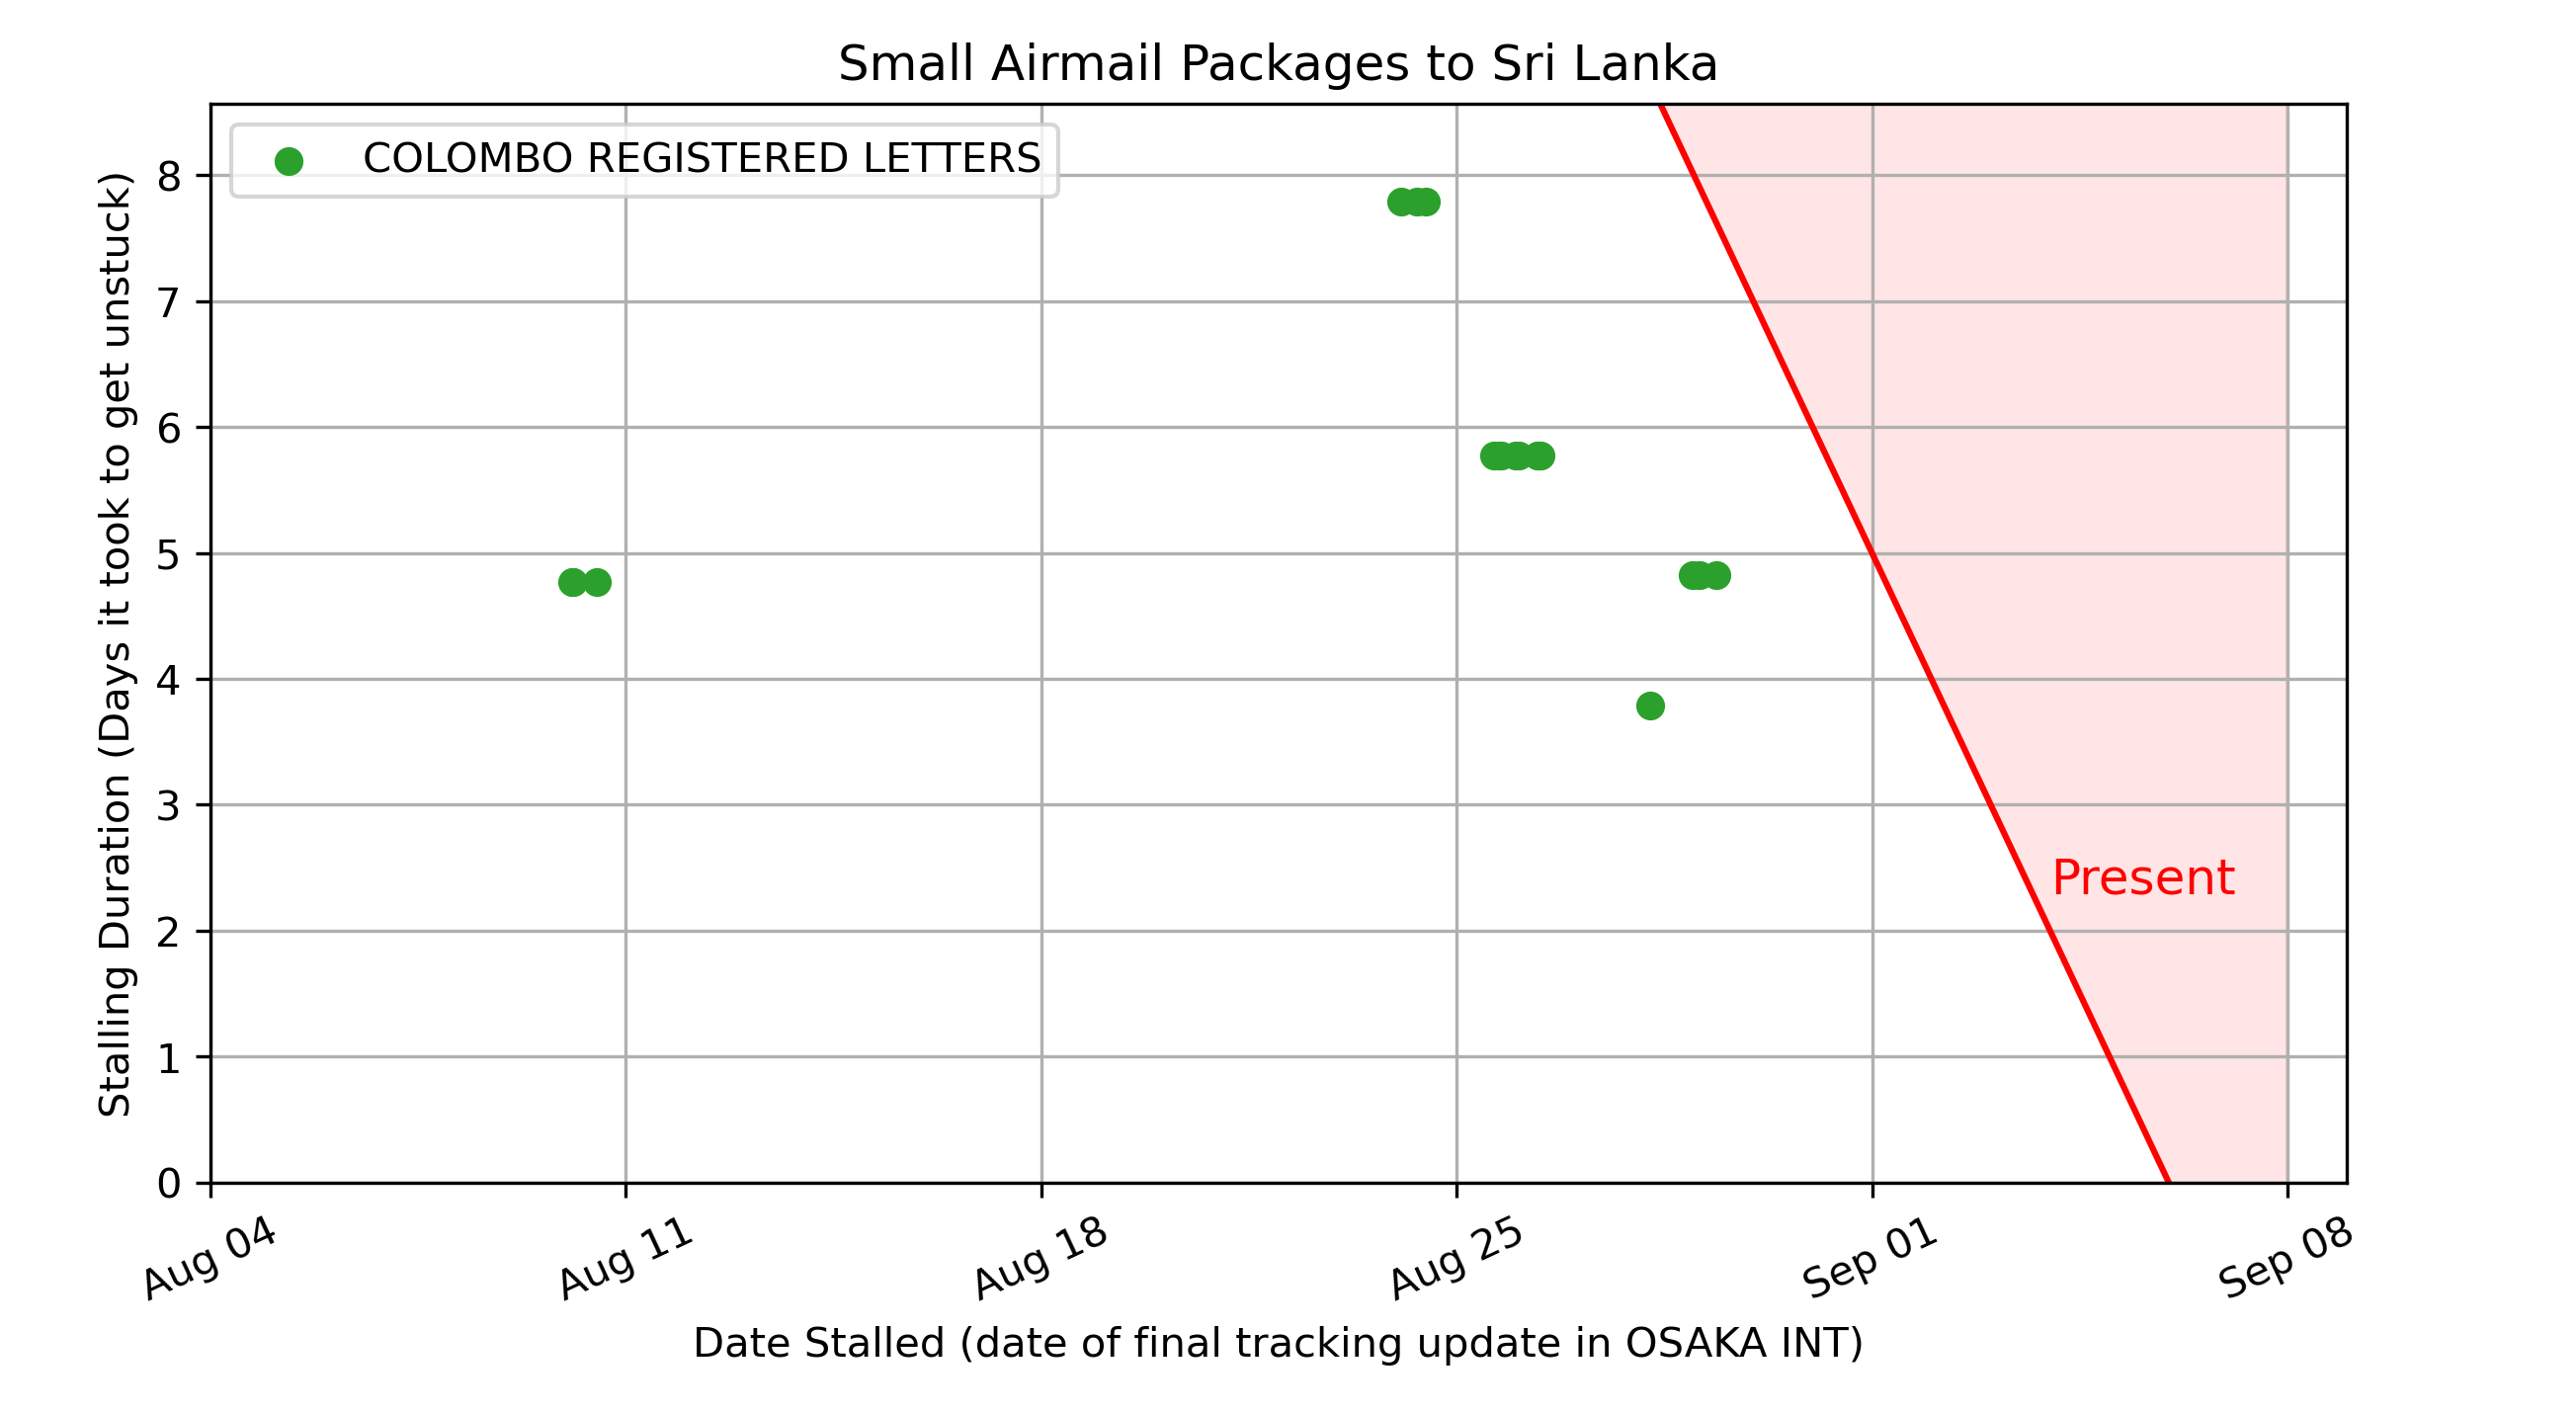 Small Airmail Packages to Sri Lanka
COLOMBO REGISTERED LETTERS
Stalling Duration (Days it took to get unstuck)
8
7
6
5
4
3
2
1
0
Present
Aug 04
Aug 11
Aug 18
Aug 25
Sep 01
Sep 08
Date Stalled (date of final tracking update in OSAKA INT)